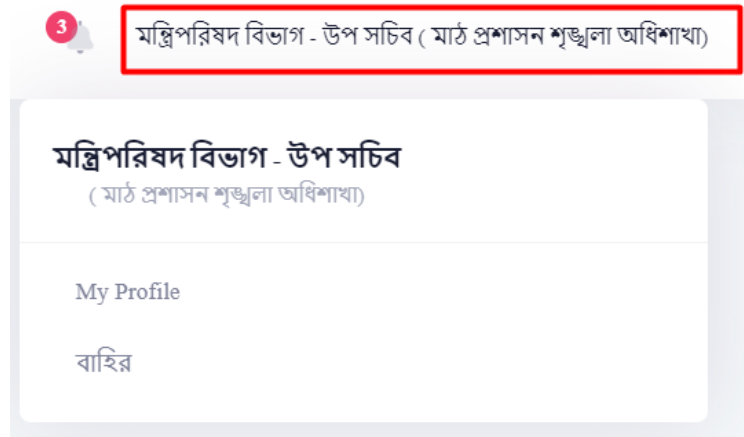 3
মন্ত্রিপরিষদ বিভাগ - উপ সচিব ( মাঠ প্রশাসন শৃঙ্খলা অধিশাখা)
মন্ত্রিপরিষদ বিভাগ - উপ সচিব
( মাঠ প্রশাসন শৃঙ্খলা অধিশাখা)
My Profile
বাহির